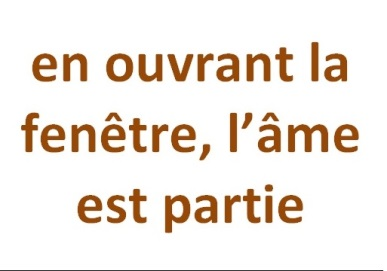 en ouvrant la
fenêtre, l’âme
est partie